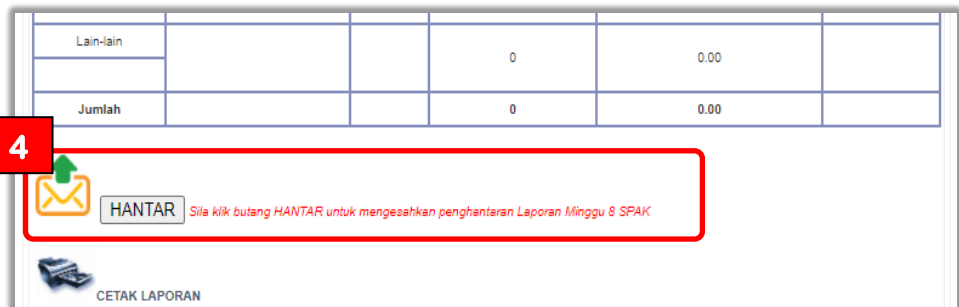 Lain-lain
0 0.00
Jumlah 0 0.00
4
HANTAR Sila klik butang HANTAR untuk mengesahkan penghantaran Laporan Minggu 8 SPAK
CETAK LAPORAN